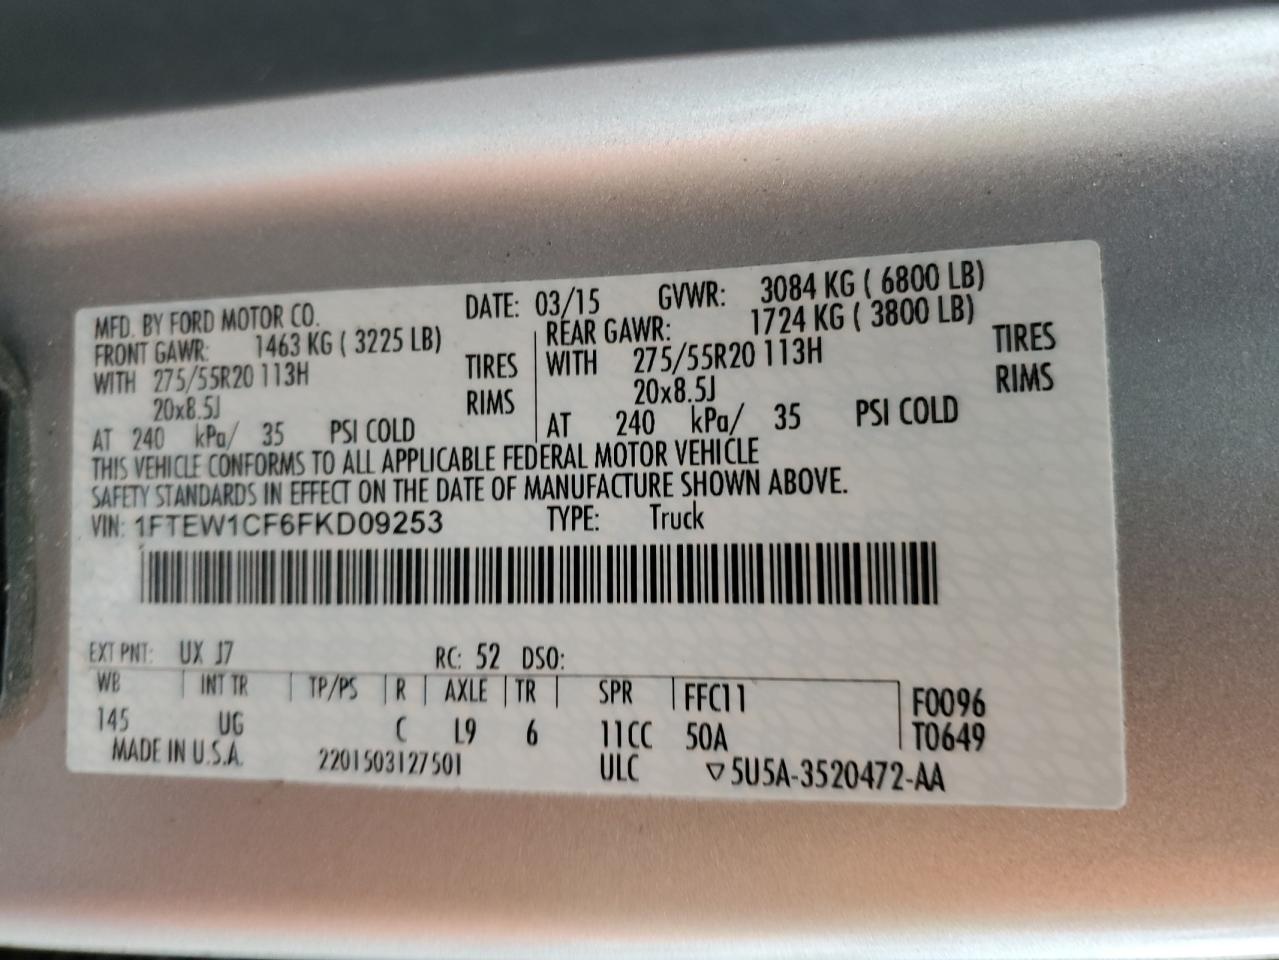 MFD. BY FORD MOTOR CO. DATE: 03/15 GVWR: 3084 KG ( 6800 LB)
FRONT GAWR: 1463 KG ( 3225 LB) REAR GAWR: 1724 KG ( 3800 LB)
WITH 275/55R20 113H TIRES WITH 275/55R20 113H TIRES
20x8.5J RIMS 20x8.5J RIMS
AT 240 kPa/ 35 PSI COLD AT 240 kPa/ 35 PSI COLD
THIS VEHICLE CONFORMS TO ALL APPLICABLE FEDERAL MOTOR VEHICLE
SAFETY STANDARDS IN EFFECT ON THE DATE OF MANUFACTURE SHOWN ABOVE.
VIN: 1FTEW1CF6FKD09253 TYPE: Truck
EXT PNT: UX J7 RC: 52 DSO:
WB INT TR TP/PS R AXLE TR SPR FFC11 F0096
145 UG C L9 6 11CC 50A T0649
MADE IN U.S.A. 2201503127501 ULC ▽5U5A-3520472-AA